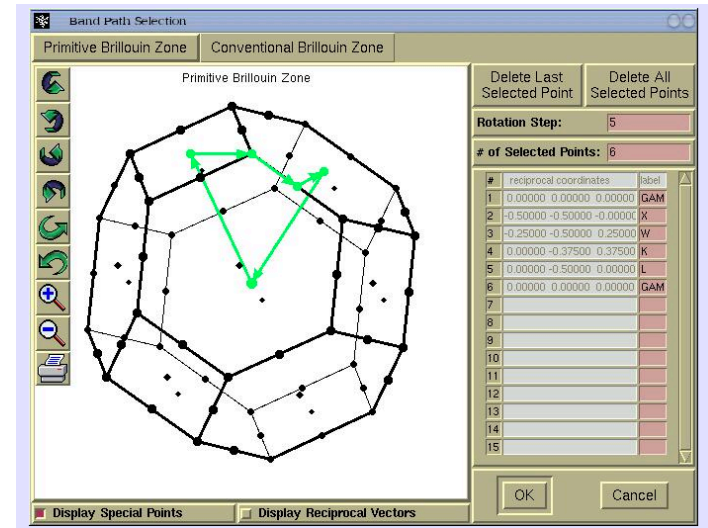 Band Path Selection
Primitive Brillouin Zone Conventional Brillouin Zone
Primitive Brillouin Zone
Delete Last Selected Point
Delete All Selected Points
Rotation Step: 5
# of Selected Points: 6
# reciprocal coordinates label
1 0.00000 0.00000 0.00000 GAM
2 -0.50000 -0.50000 -0.00000 X
3 -0.25000 -0.50000 0.25000 W
4 0.00000 -0.37500 0.37500 K
5 0.00000 -0.50000 0.00000 L
6 0.00000 0.00000 0.00000 GAM
7
8
9
10
11
12
13
14
15
OK Cancel
Display Special Points Display Reciprocal Vectors